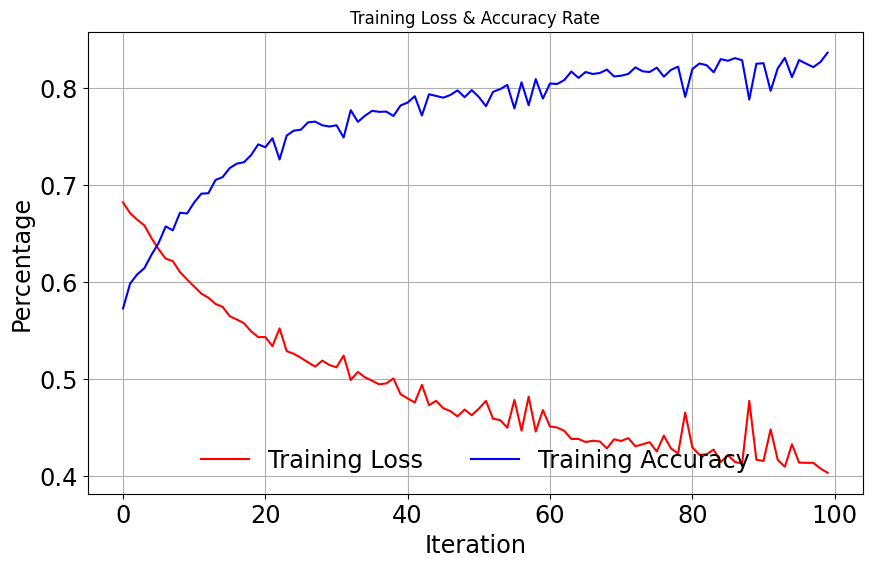 Training Loss & Accuracy Rate
Percentage
0.8
0.7
0.6
0.5
0.4
Training Loss
Training Accuracy
0
20
40
60
80
100
Iteration